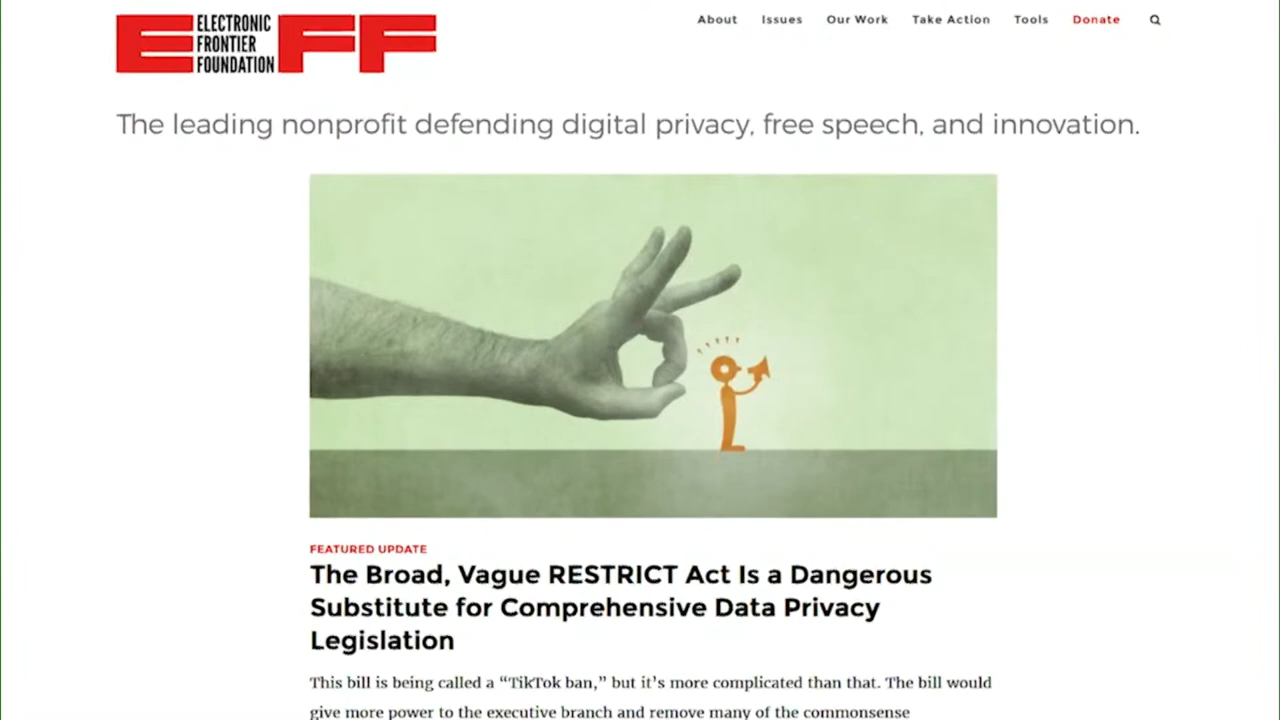 ELECTRONIC
FRONTIER
FOUNDATION
EFF
About Issues Our Work Take Action Tools Donate
The leading nonprofit defending digital privacy, free speech, and innovation.
FEATURED UPDATE
The Broad, Vague RESTRICT Act Is a Dangerous
Substitute for Comprehensive Data Privacy
Legislation
This bill is being called a “TikTok ban,” but it’s more complicated than that. The bill would
give more power to the executive branch and remove many of the commonsense